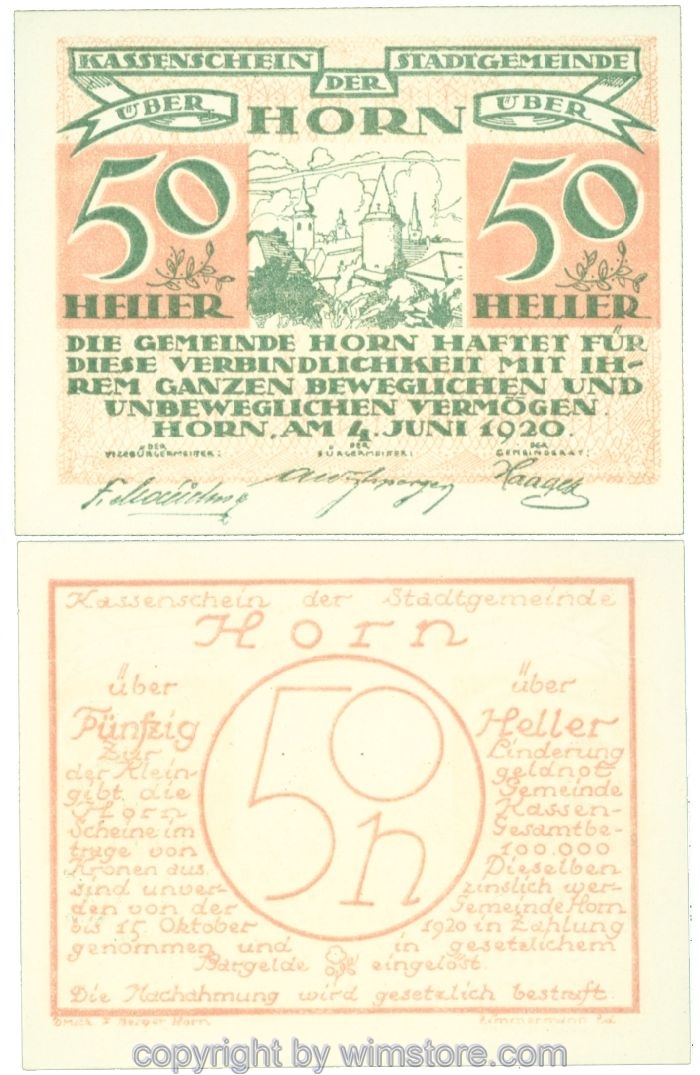 KASSENSCHEIN DER STADTGEMEINDE
ÜBER HORN ÜBER
50 50
HELLER HELLER
DIE GEMEINDE HORN HAFTET FÜR
DIESE VERBINDLICHKEIT MIT IH-
REM GANZEN BEWEGLICHEN UND
UNBEWEGLICHEN VERMÖGEN.
HORN, AM 4. JUNI 1920.
DER VIZEBÜRGERMEISTER: DER BÜRGERMEISTER: DER GEMEINDERAT:
Haager
Kassenschein der Stadtgemeinde
Horn
über über
Fünfzig Heller
50 h
Zur Linderung
der Klein- geldnot
gibt die Gemeinde
Horn Kassen-
Scheine im Gesamtbe-
trage von 100.000
Kronen aus. Dieselben
sind unver- zinslich wer-
den von der Gemeinde Horn
bis 15. Oktober 1920 in Zahlung
genommen und in gesetzlichem
Bargelde eingelöst.
Die Nachahmung wird gesetzlich bestraft.
Druck F. Berger Horn
copyright by wimstore.com